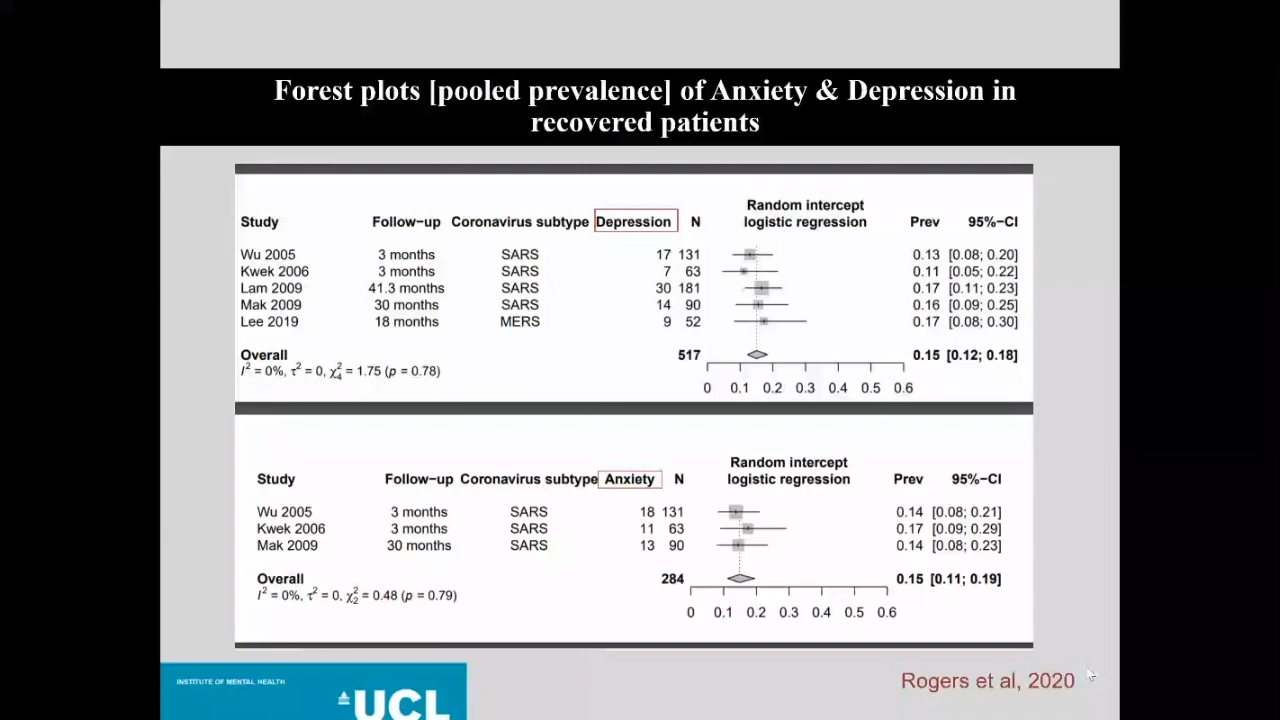 Forest plots [pooled prevalence] of Anxiety & Depression in
recovered patients
Random intercept
Study Follow−up Coronavirus subtype Depression N logistic regression Prev 95%−CI
Wu 2005 3 months SARS 17 131 0.13 [0.08; 0.20]
Kwek 2006 3 months SARS 7 63 0.11 [0.05; 0.22]
Lam 2009 41.3 months SARS 30 181 0.17 [0.11; 0.23]
Mak 2009 30 months SARS 14 90 0.16 [0.09; 0.25]
Lee 2019 18 months MERS 9 52 0.17 [0.08; 0.30]
Overall 517 0.15 [0.12; 0.18]
I² = 0%, τ² = 0, χ²₄ = 1.75 (p = 0.78)
0 0.1 0.2 0.3 0.4 0.5 0.6
Random intercept
Study Follow−up Coronavirus subtype Anxiety N logistic regression Prev 95%−CI
Wu 2005 3 months SARS 18 131 0.14 [0.08; 0.21]
Kwek 2006 3 months SARS 11 63 0.17 [0.09; 0.29]
Mak 2009 30 months SARS 13 90 0.14 [0.08; 0.23]
Overall 284 0.15 [0.11; 0.19]
I² = 0%, τ² = 0, χ²₂ = 0.48 (p = 0.79)
0 0.1 0.2 0.3 0.4 0.5 0.6
INSTITUTE OF MENTAL HEALTH
UCL
Rogers et al, 2020